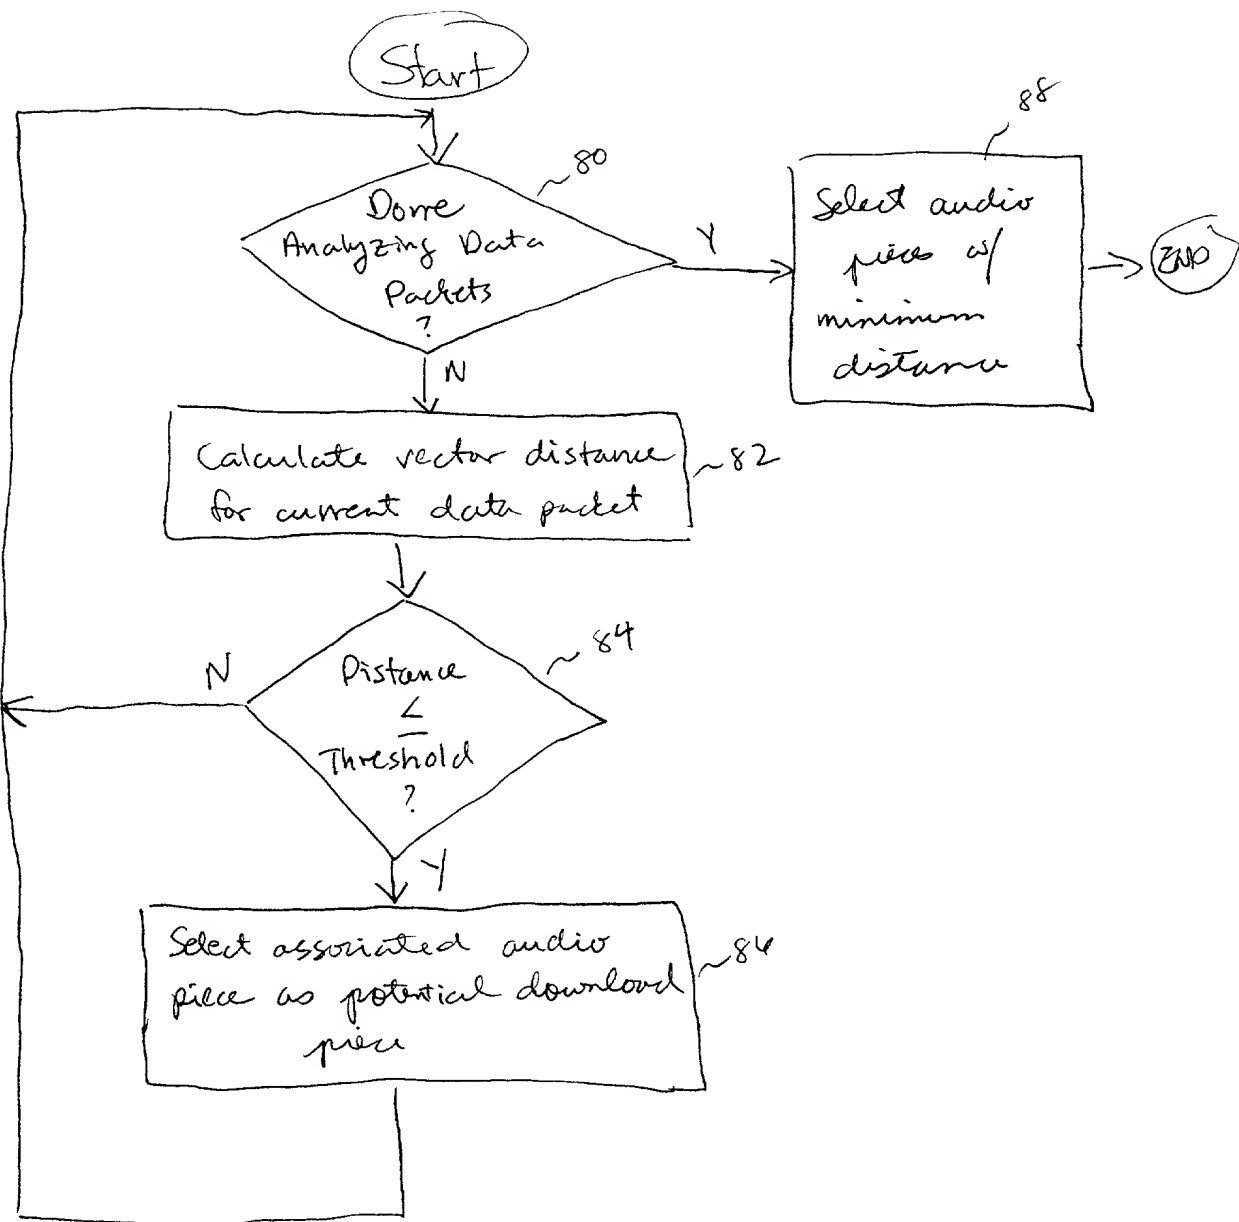 Start
80
Done
Analyzing Data
Packets
?
Y
N
88
Select audio
piece w/
minimum
distance
END
Calculate vector distance
for current data packet
82
84
Distance
≤
Threshold
?
N
Y
Select associated audio
piece as potential download
piece
86